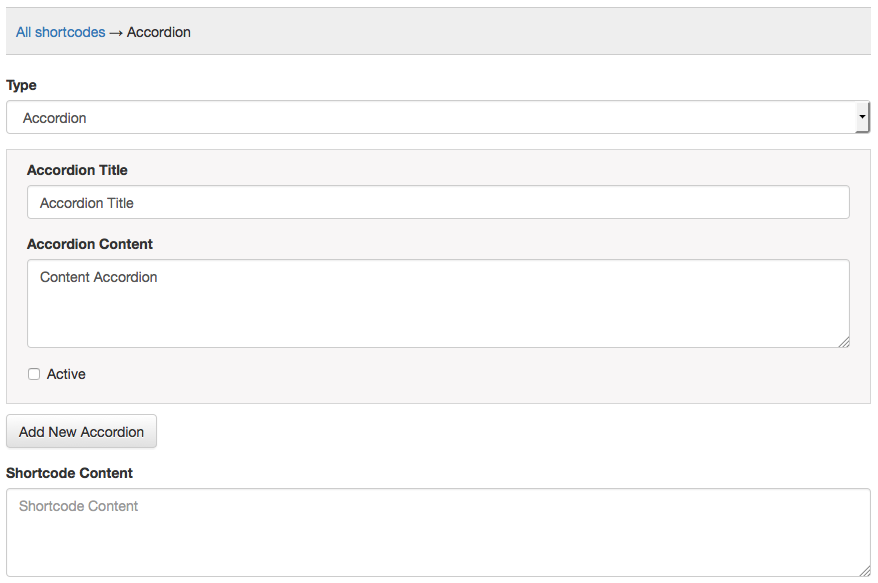 All shortcodes → Accordion
Type
Accordion
Accordion Title
Accordion Title
Accordion Content
Content Accordion
Active
Add New Accordion
Shortcode Content
Shortcode Content